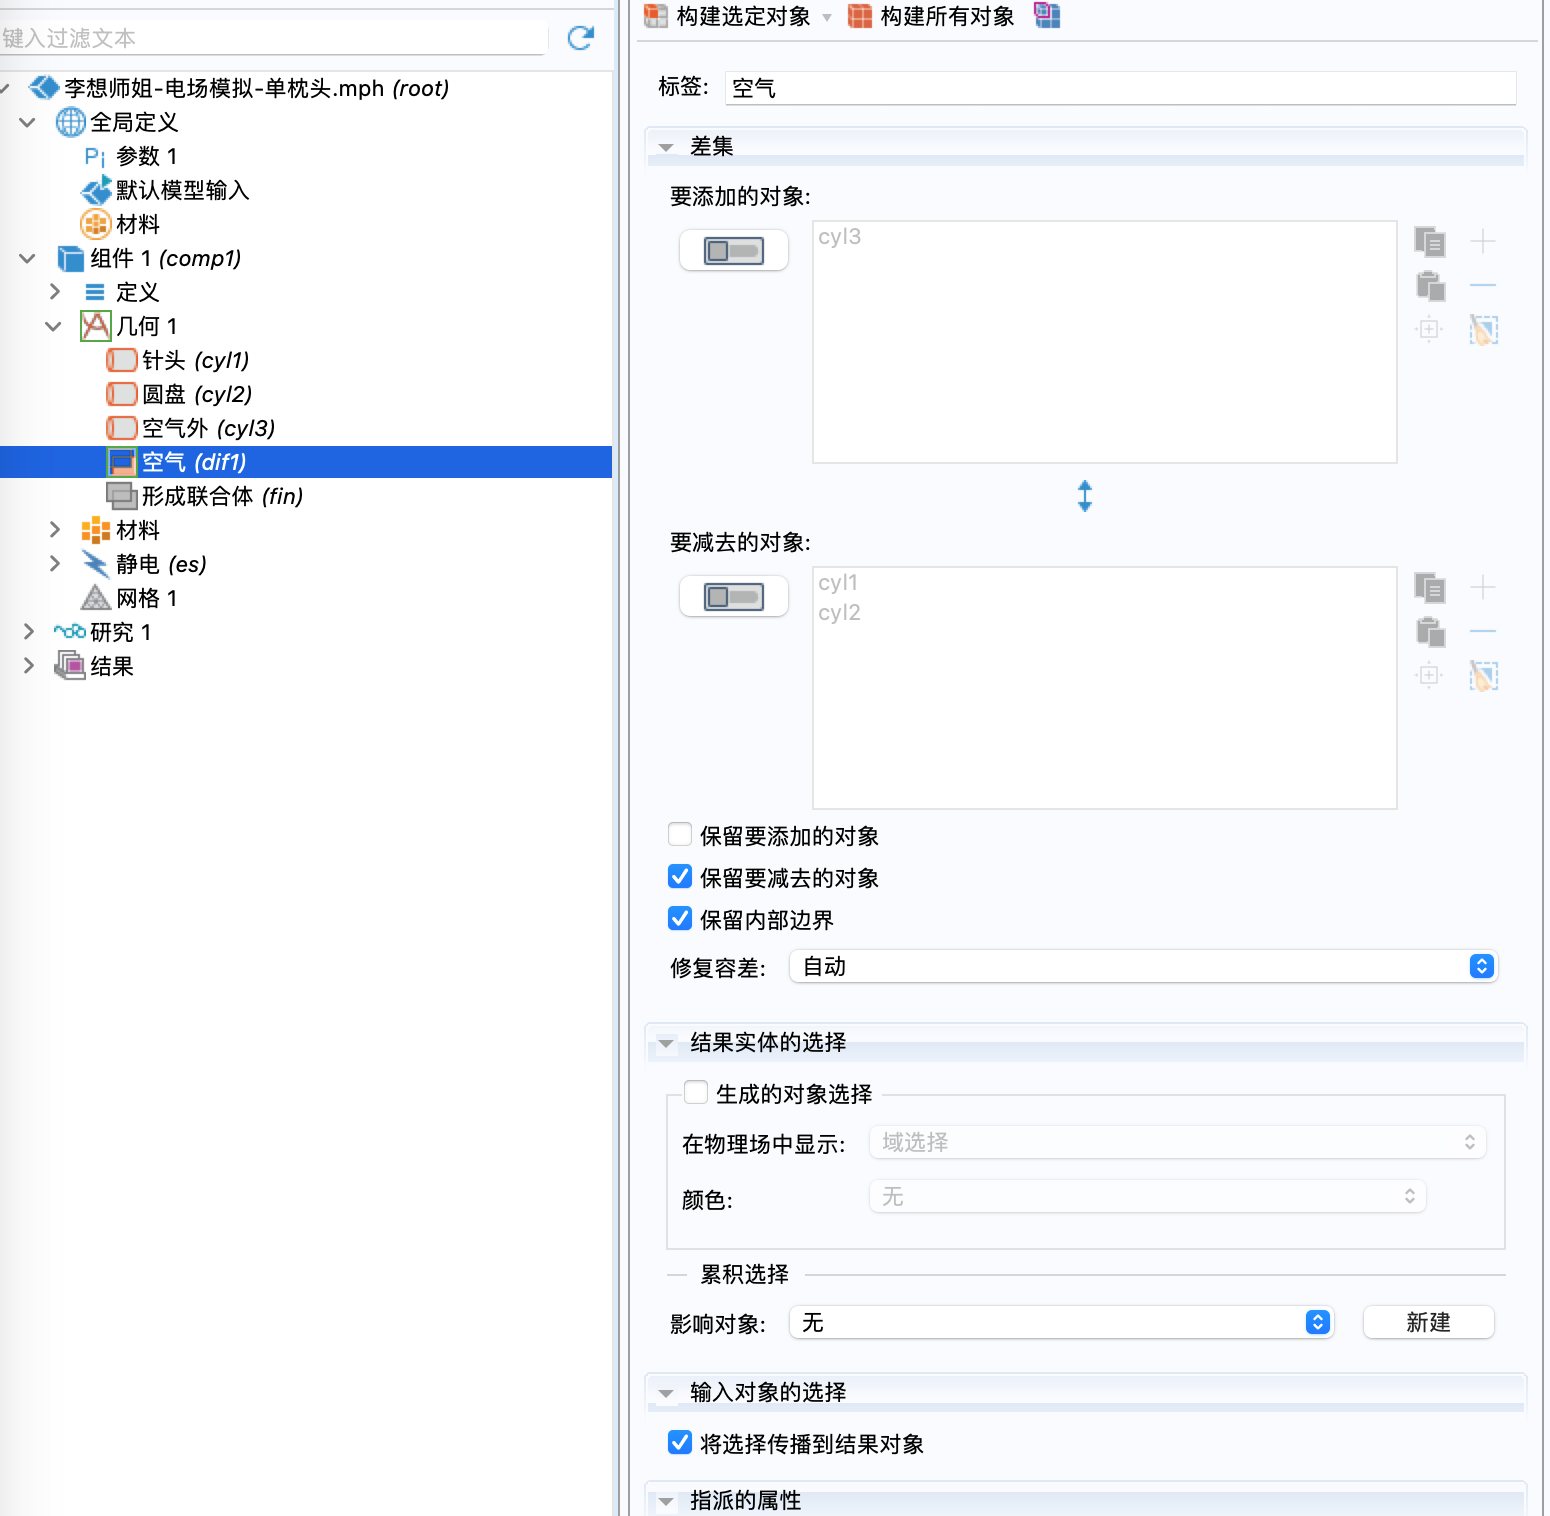 键入过滤文本
李想师姐-电场模拟-单枕头.mph (root)
全局定义
Pi 参数 1
默认模型输入
材料
组件 1 (comp1)
定义
几何 1
针头 (cyl1)
圆盘 (cyl2)
空气外 (cyl3)
空气 (dif1)
形成联合体 (fin)
材料
静电 (es)
网格 1
研究 1
结果
构建选定对象
构建所有对象
标签: 空气
差集
要添加的对象:
cyl3
要减去的对象:
cyl1
cyl2
保留要添加的对象
保留要减去的对象
保留内部边界
修复容差: 自动
结果实体的选择
生成的对象选择
在物理场中显示: 域选择
颜色: 无
累积选择
影响对象: 无 新建
输入对象的选择
将选择传播到结果对象
指派的属性